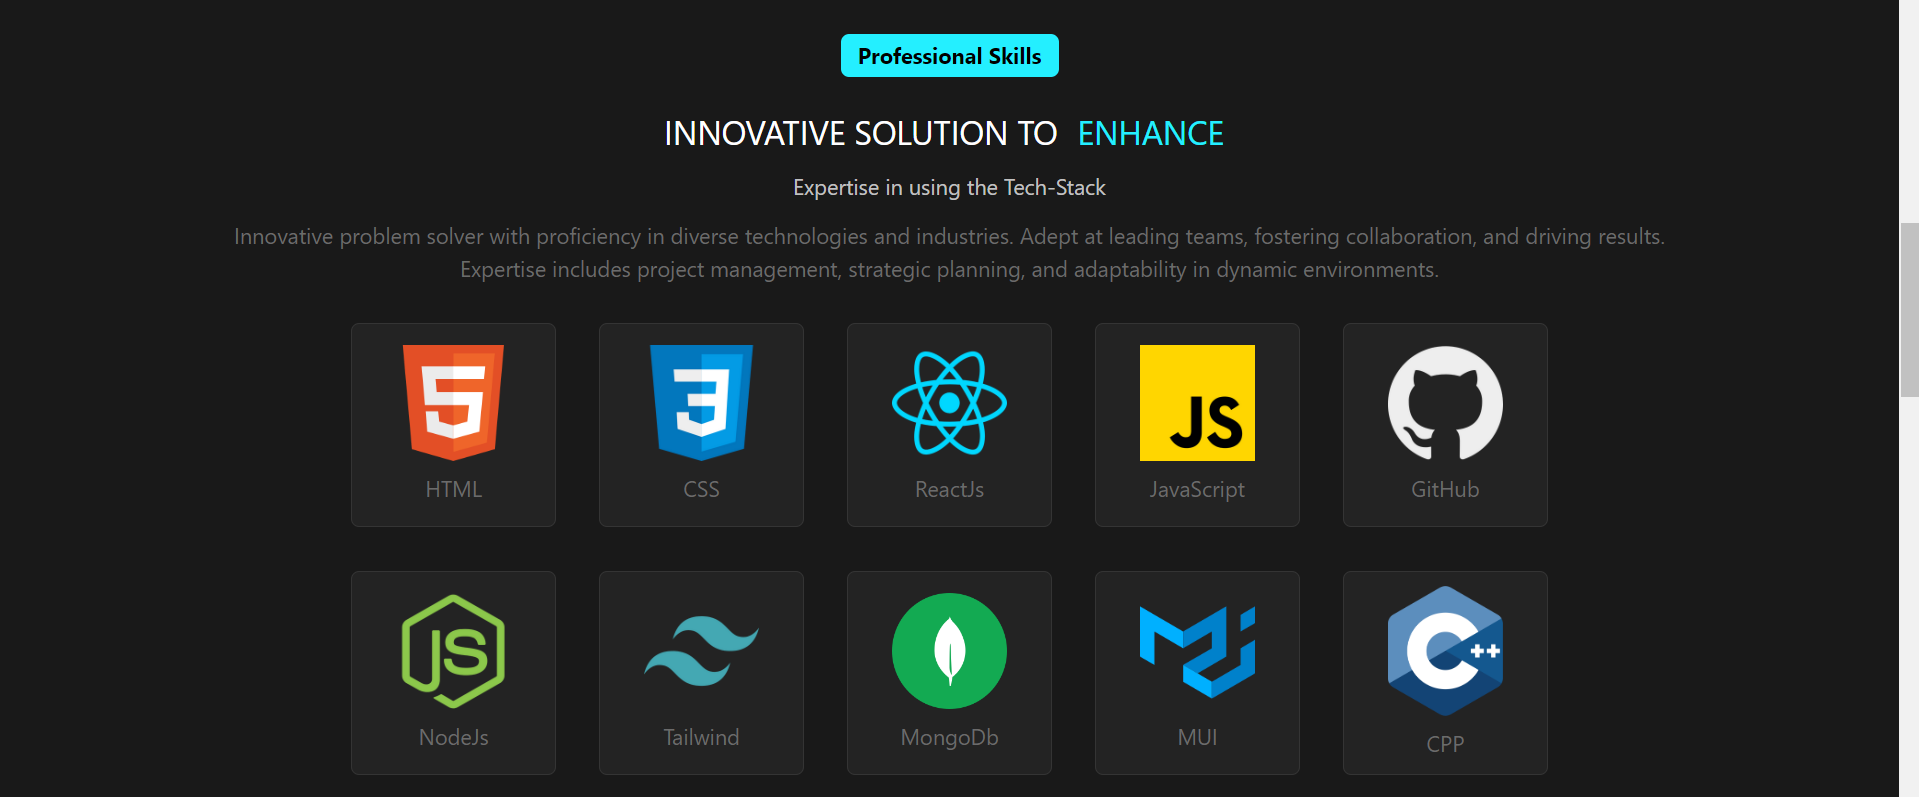 Professional Skills
INNOVATIVE SOLUTION TO ENHANCE
Expertise in using the Tech-Stack
Innovative problem solver with proficiency in diverse technologies and industries. Adept at leading teams, fostering collaboration, and driving results.
Expertise includes project management, strategic planning, and adaptability in dynamic environments.
5
3
JS
HTML
CSS
ReactJs
JavaScript
GitHub
JS
C++
NodeJs
Tailwind
MongoDb
MUI
CPP